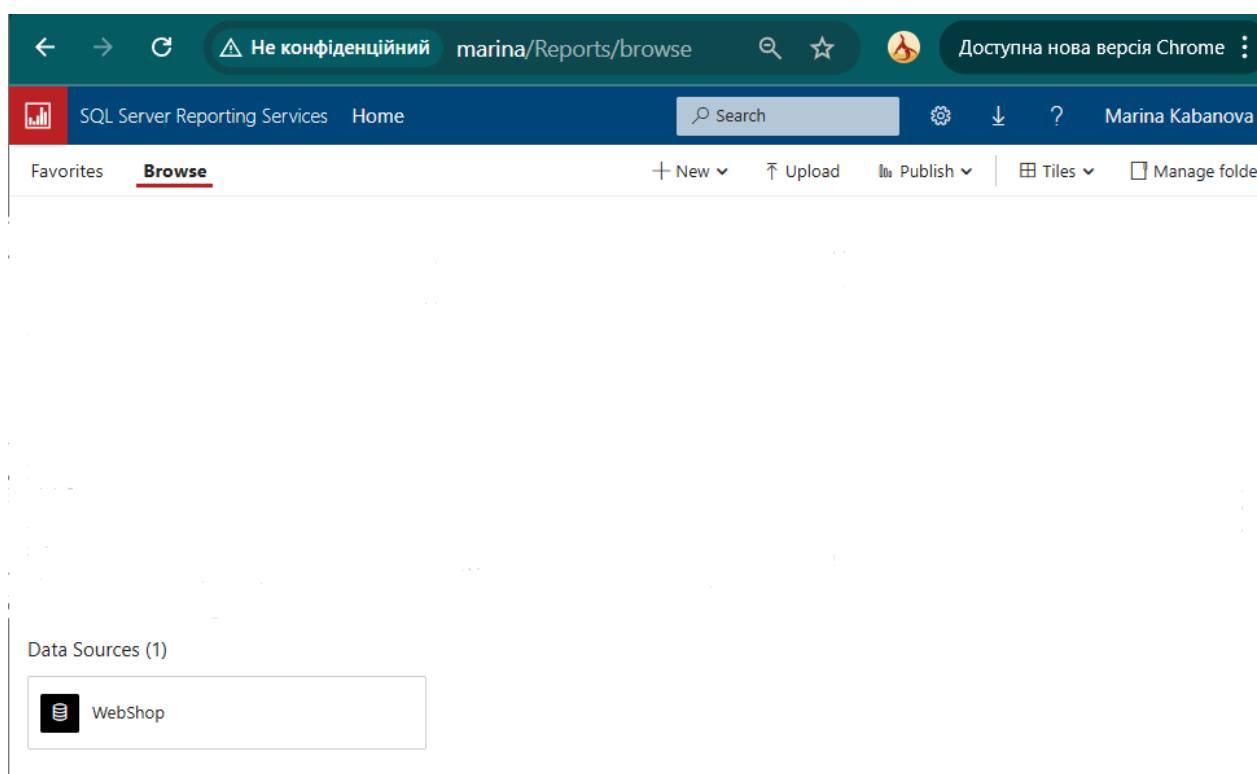 Не конфіденційний marina/Reports/browse Доступна нова версія Chrome
SQL Server Reporting Services Home Search ? Marina Kabanova
Favorites Browse New Upload Publish Tiles Manage folde
Data Sources (1)
WebShop